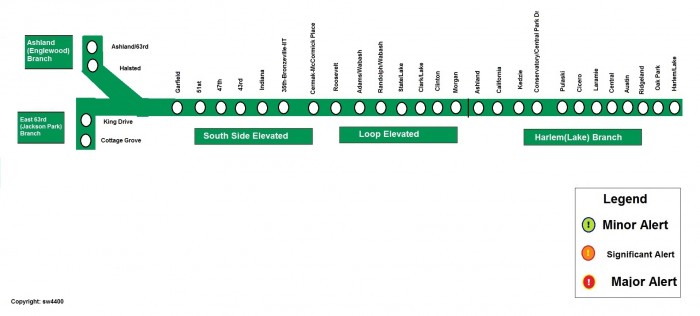 Ashland
(Englewood)
Branch
Ashland/63rd
Halsted
East 63rd
(Jackson Park)
Branch
King Drive
Cottage Grove
Garfield
51st
47th
43rd
Indiana
35th-Bronzeville-IIT
Cermak-McCormick Place
Roosevelt
Adams/Wabash
Randolph/Wabash
State/Lake
Clark/Lake
Clinton
Morgan
Ashland
California
Kedzie
Conservatory/Central Park Dr
Pulaski
Cicero
Laramie
Central
Austin
Ridgeland
Oak Park
Harlem/Lake
South Side Elevated
Loop Elevated
Harlem(Lake) Branch
Legend
! Minor Alert
! Significant Alert
! Major Alert
Copyright: sw4400